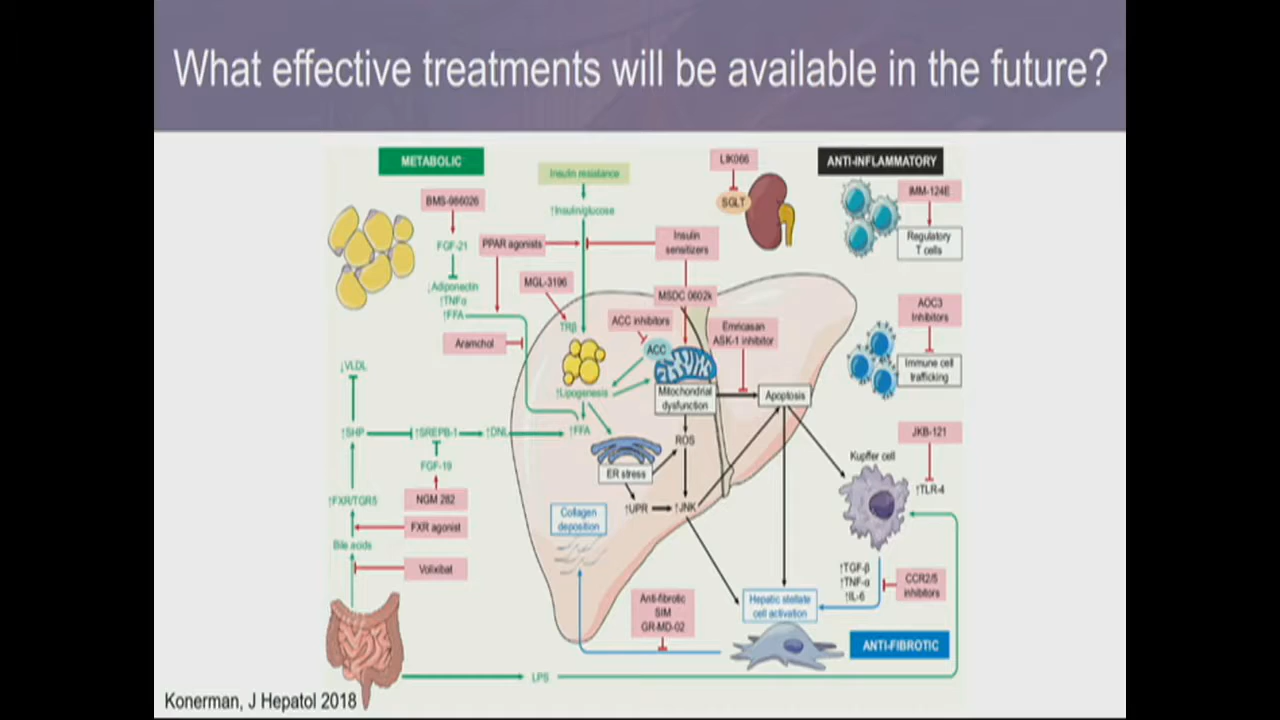 What effective treatments will be available in the future?
METABOLIC
Insulin resistance
LIK066
ANTI-INFLAMMATORY
BMS-986026
↑Insulin/glucose
SGLT
IMM-124E
FGF-21
PPAR agonists
Insulin
sensitizers
Regulatory
T cells
MGL-3196
↓Adiponectin
↑TNFα
↑FFA
MSDC 0602k
AOC3
Inhibitors
TRβ
ACC inhibitors
Emricasan
ASK-1 inhibitor
Aramchol
ACC
Immune cell
trafficking
↓VLDL
↑Lipogenesis
Mitochondrial
dysfunction
Apoptosis
↑SHP
↑SREPB-1
↑DNL
↑FFA
ROS
JKB-121
FGF-19
ER stress
Kupffer cell
↑TLR-4
↑FXR/TGR5
NGM 282
↑UPR
↑JNK
Collagen
deposition
FXR agonist
Bile acids
Volixibat
↑TGF-β
↑TNF-α
↑IL-6
CCR2/5
inhibitors
Anti-fibrotic
SIM
GR-MD-02
Hepatic stellate
cell activation
ANTI-FIBROTIC
LPS
Konerman, J Hepatol 2018